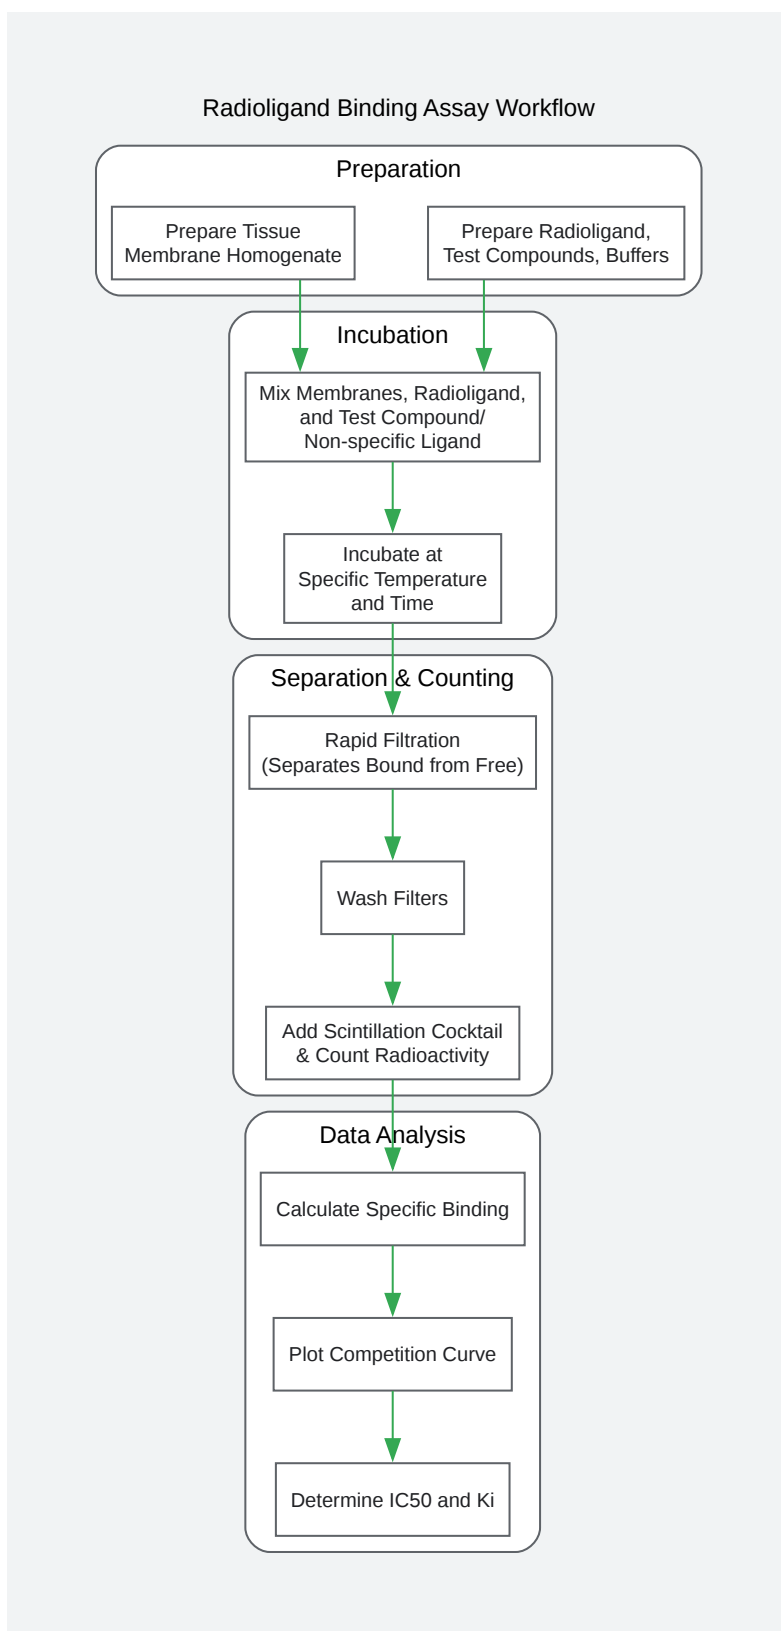 Radioligand Binding Assay Workflow
Preparation
Prepare Tissue
Membrane Homogenate
Prepare Radioligand,
Test Compounds, Buffers
Incubation
Mix Membranes, Radioligand,
and Test Compound/
Non-specific Ligand
Incubate at
Specific Temperature
and Time
Separation & Counting
Rapid Filtration
(Separates Bound from Free)
Wash Filters
Add Scintillation Cocktail
& Count Radioactivity
Data Analysis
Calculate Specific Binding
Plot Competition Curve
Determine IC50 and Ki